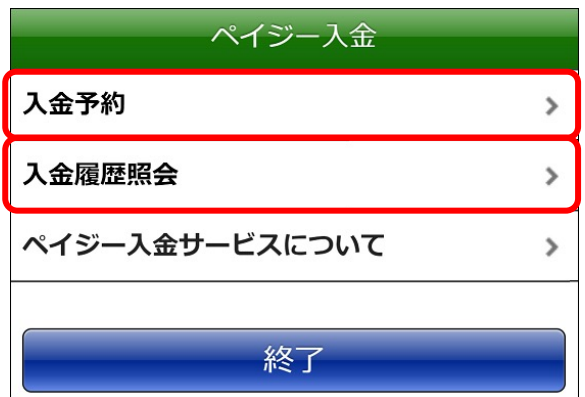 ペイジー入金
入金予約
入金履歴照会
ペイジー入金サービスについて
終了